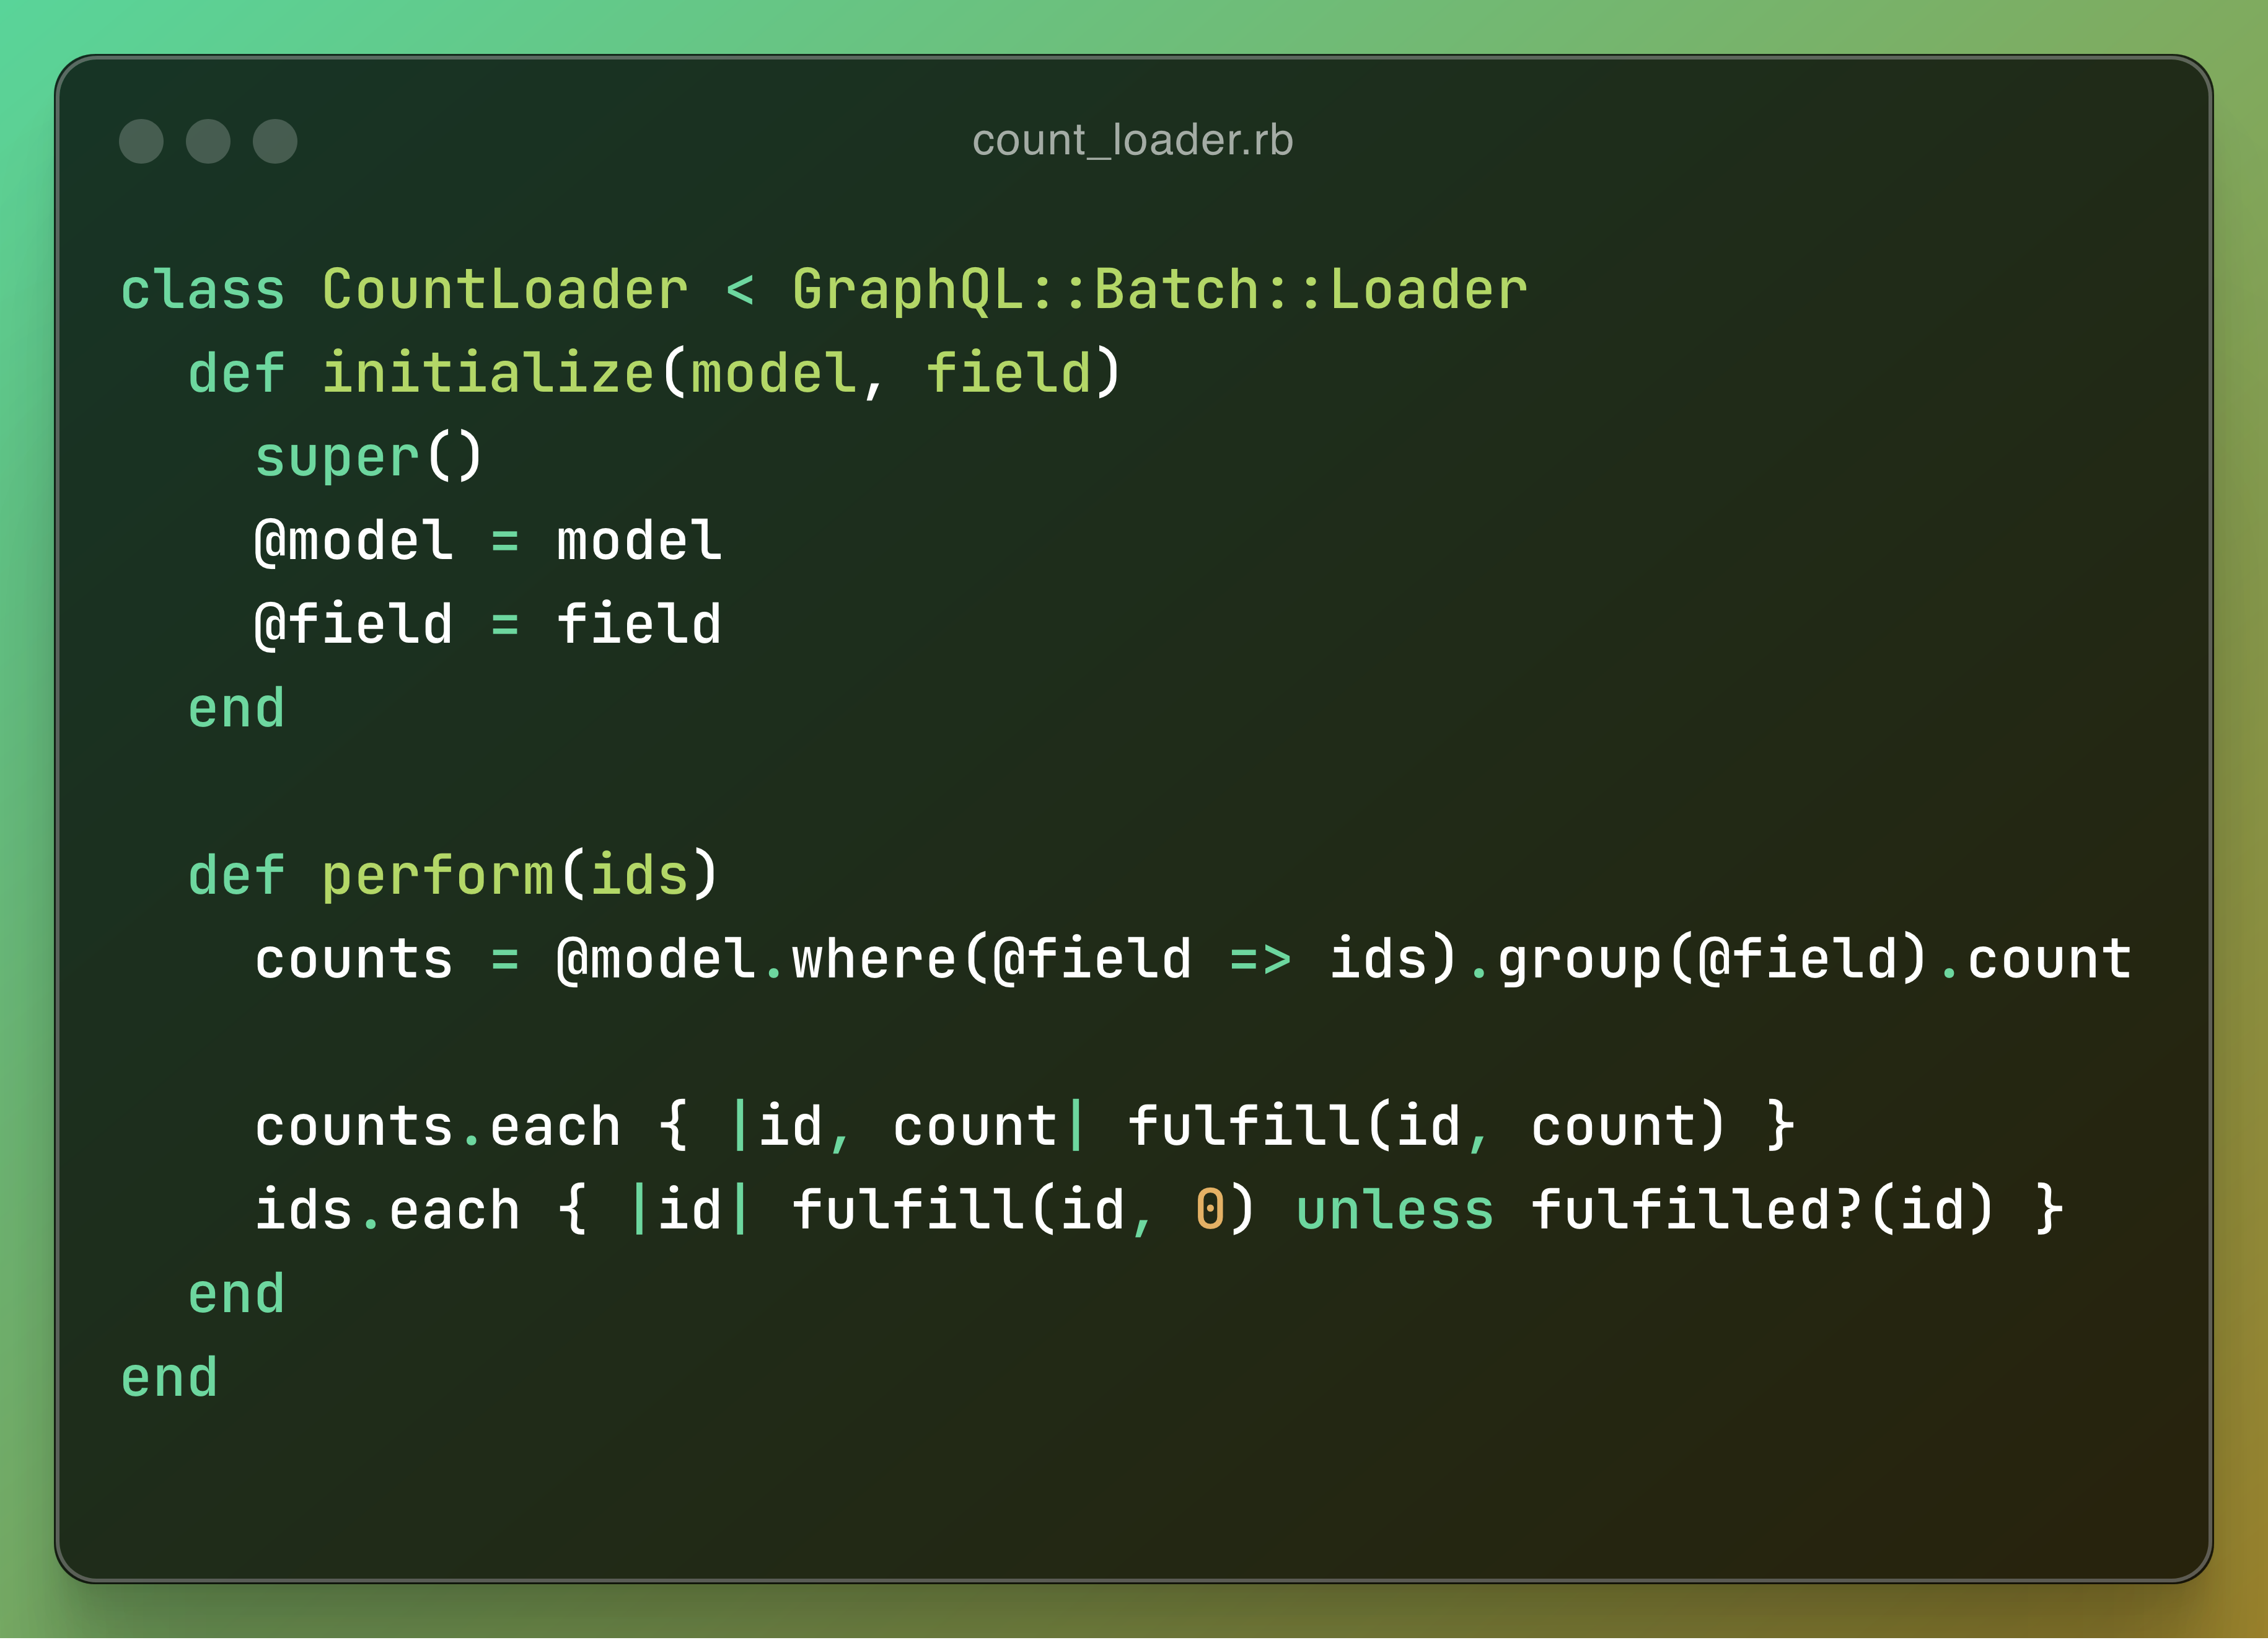 count_loader.rb
class CountLoader < GraphQL::Batch::Loader
  def initialize(model, field)
    super()
    @model = model
    @field = field
  end

  def perform(ids)
    counts = @model.where(@field => ids).group(@field).count

    counts.each { |id, count| fulfill(id, count) }
    ids.each { |id| fulfill(id, 0) unless fulfilled?(id) }
  end
end